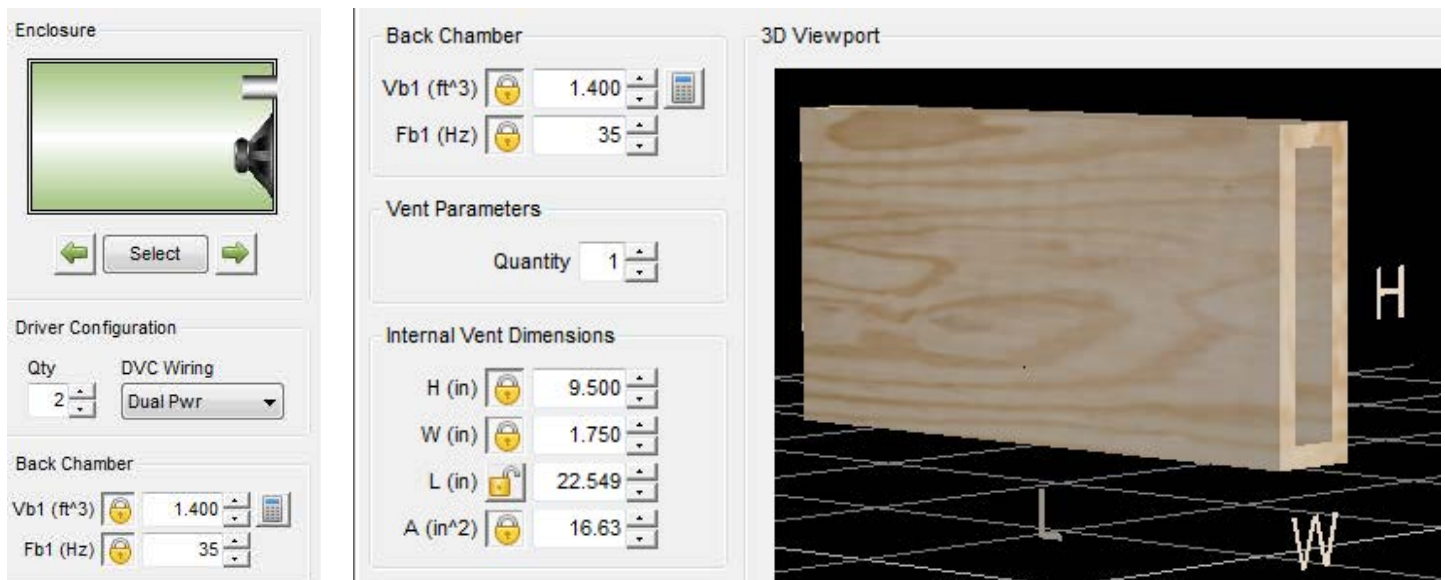 Enclosure
Select
Driver Configuration
Qty DVC Wiring
2 Dual Pwr
Back Chamber
Vb1 (ft^3) 1.400
Fb1 (Hz) 35
Back Chamber
Vb1 (ft^3) 1.400
Fb1 (Hz) 35
Vent Parameters
Quantity 1
Internal Vent Dimensions
H (in) 9.500
W (in) 1.750
L (in) 22.549
A (in^2) 16.63
3D Viewport
H
L
W